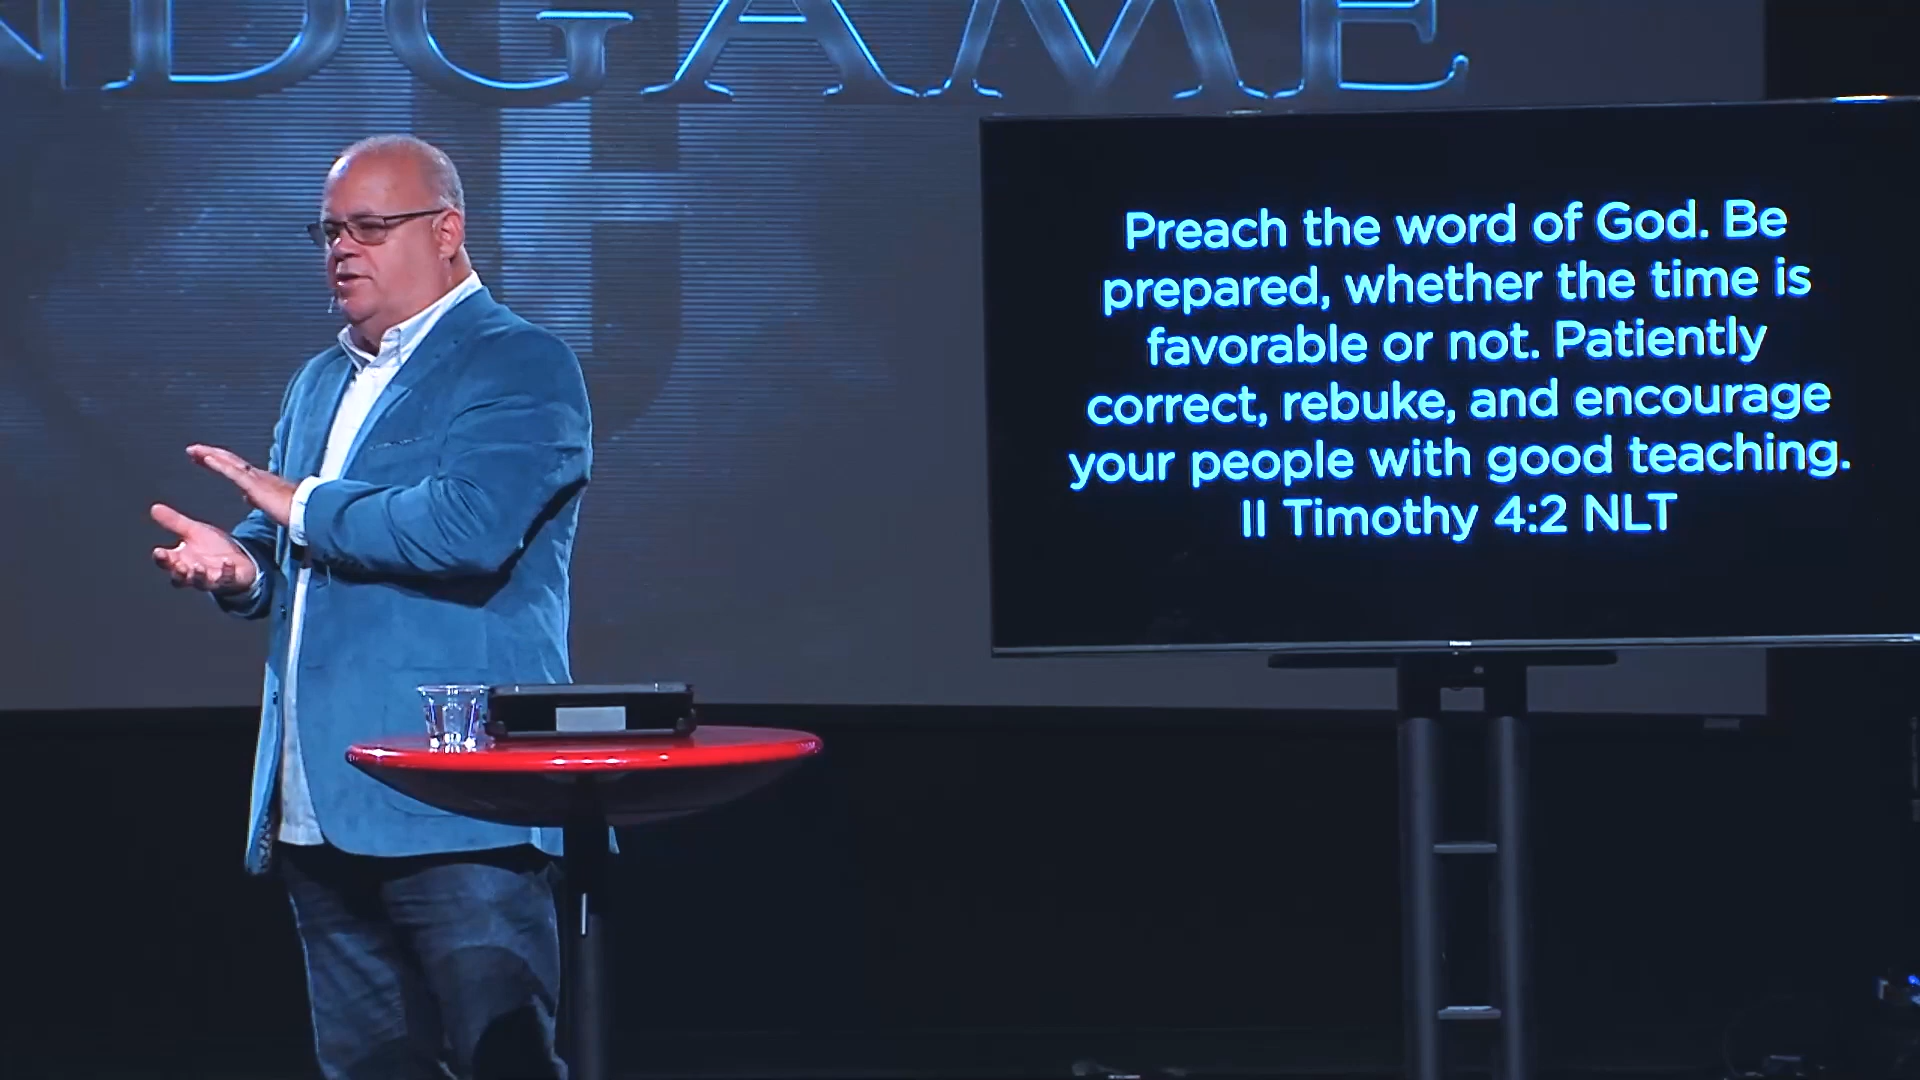 NDGAME
Preach the word of God. Be
prepared, whether the time is
favorable or not. Patiently
correct, rebuke, and encourage
your people with good teaching.
II Timothy 4:2 NLT